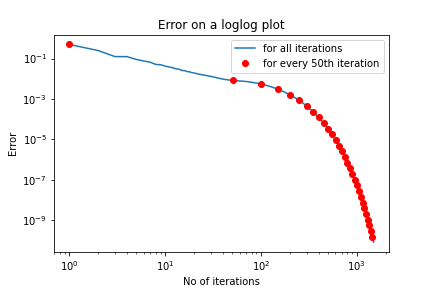 Error on a loglog plot
for all iterations
for every 50th iteration
Error
10⁻¹
10⁻³
10⁻⁵
10⁻⁷
10⁻⁹
10⁰ 10¹ 10² 10³
No of iterations